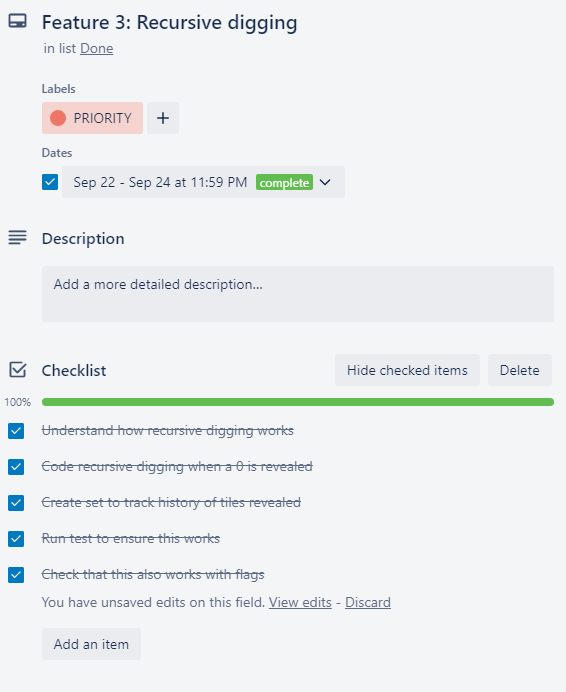 Feature 3: Recursive digging
in list Done
Labels
PRIORITY
Dates
Sep 22 - Sep 24 at 11:59 PM complete
Description
Add a more detailed description...
Checklist Hide checked items Delete
100%
Understand how recursive digging works
Code recursive digging when a 0 is revealed
Create set to track history of tiles revealed
Run test to ensure this works
Check that this also works with flags
You have unsaved edits on this field. View edits - Discard
Add an item